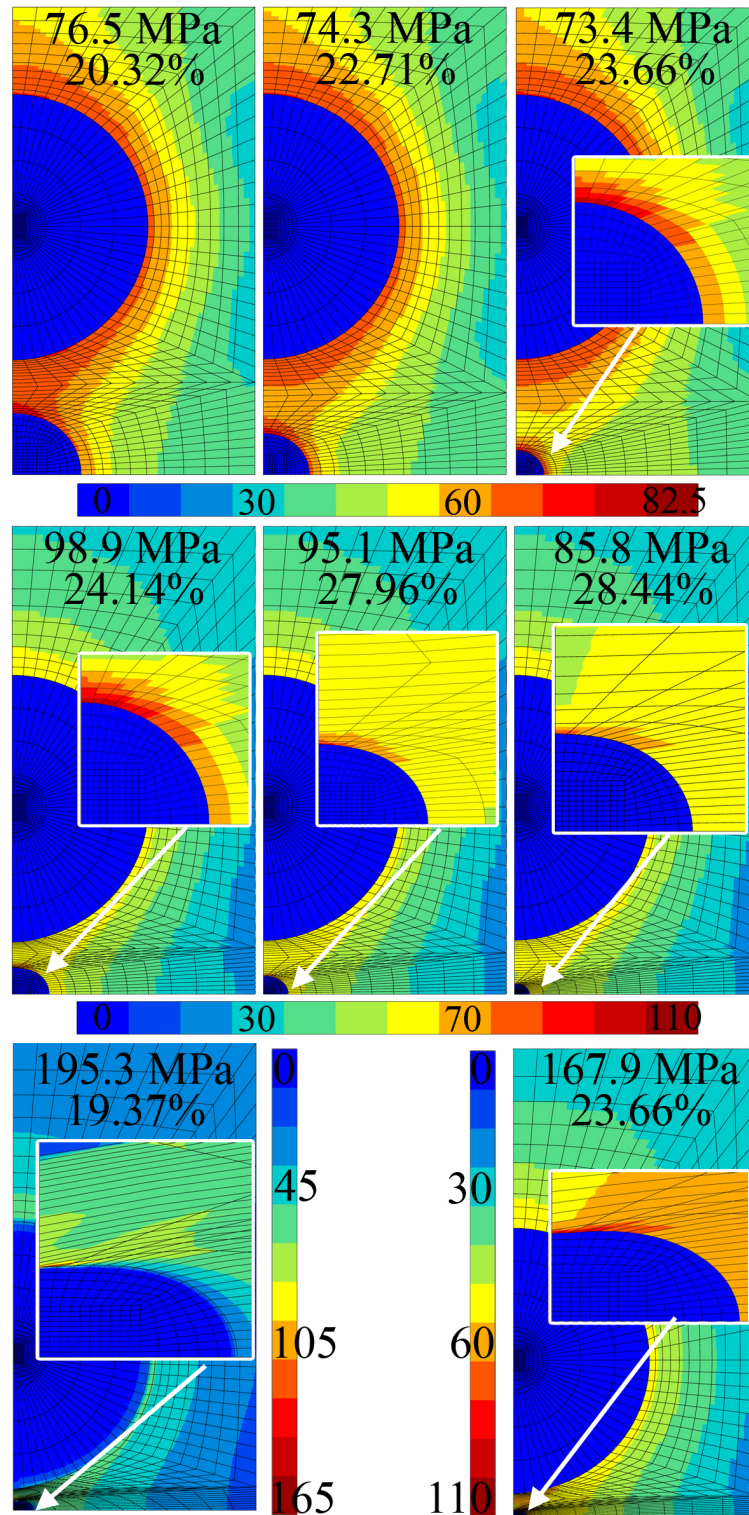 76.5 MPa
20.32%
74.3 MPa
22.71%
73.4 MPa
23.66%
0 30 60 82.5
98.9 MPa
24.14%
95.1 MPa
27.96%
85.8 MPa
28.44%
0 30 70 110
195.3 MPa
19.37%
0
45
105
165
0
30
60
110
167.9 MPa
23.66%